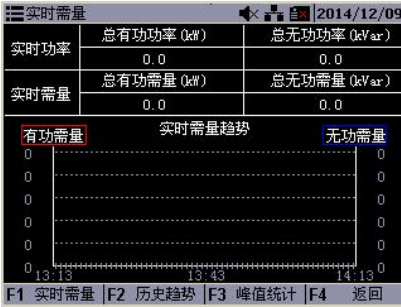 实时需量 2014/12/09
实时功率 总有功功率(kW) 总无功功率(kVar)
0.0 0.0
实时需量 总有功需量(kW) 总无功需量(kVar)
0.0 0.0
有功需量 实时需量趋势 无功需量
0 0
0 0
0 0
0 0
0 0
0 0
13:13 13:43 14:13
F1 实时需量 F2 历史趋势 F3 峰值统计 F4 返回